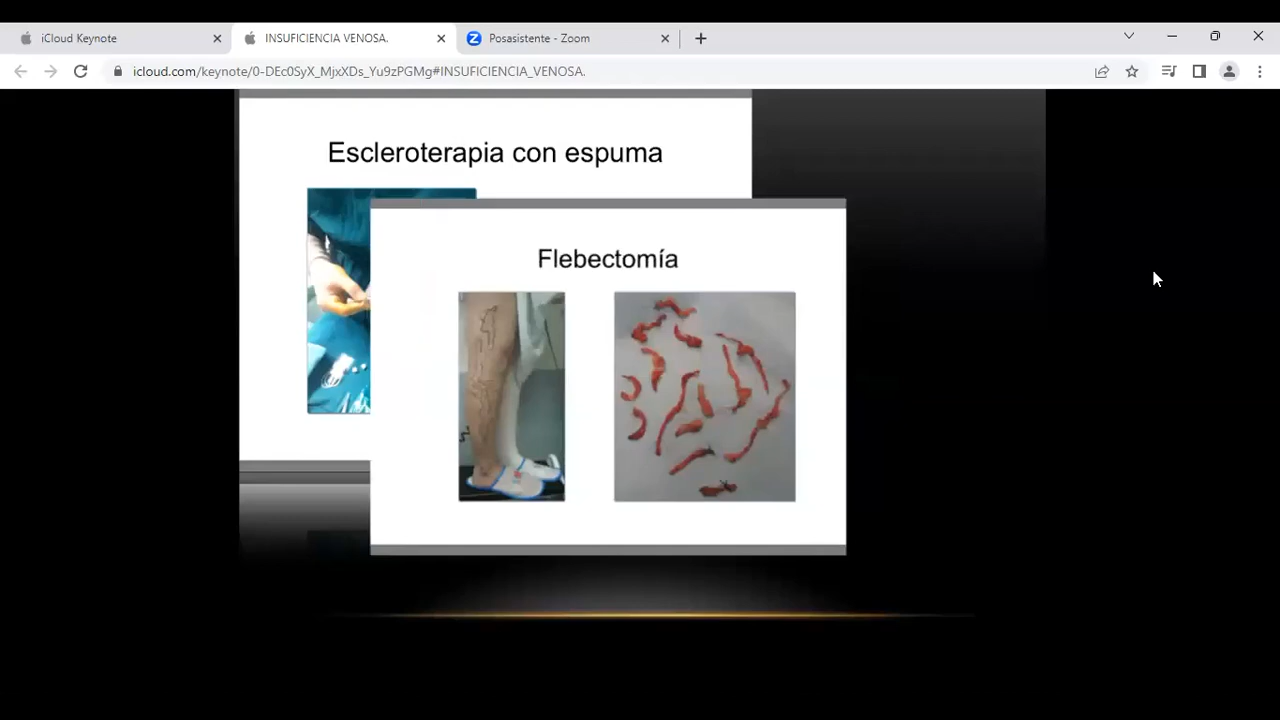 iCloud Keynote
INSUFICIENCIA VENOSA.
Posasistente - Zoom
icloud.com/keynote/0-DEc0SyX_MjxXDs_Yu9zPGMg#INSUFICIENCIA_VENOSA.
Escleroterapia con espuma
Flebectomía